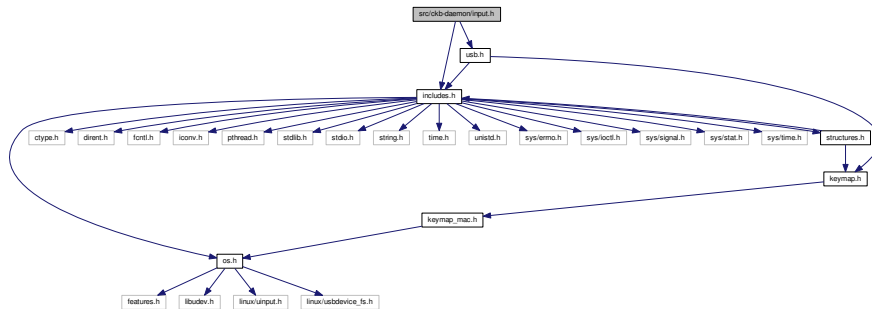 src/ckb-daemon/input.h
usb.h
includes.h
ctype.h
dirent.h
fcntl.h
iconv.h
pthread.h
stdlib.h
stdio.h
string.h
time.h
unistd.h
sys/errno.h
sys/ioctl.h
sys/signal.h
sys/stat.h
sys/time.h
structures.h
keymap.h
keymap_mac.h
os.h
features.h
libudev.h
linux/uinput.h
linux/usbdevice_fs.h